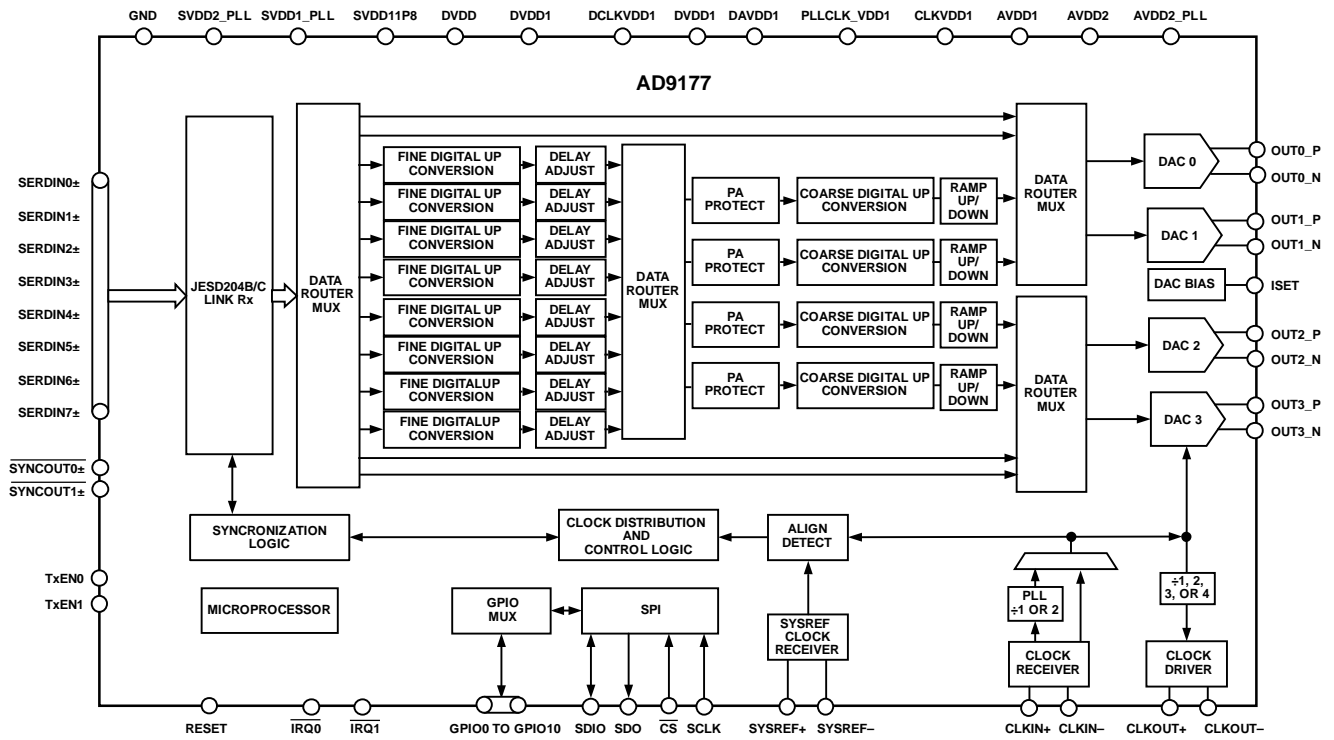 GND SVDD2_PLL SVDD1_PLL SVDD11P8 DVDD DVDD1 DCLKVDD1 DVDD1 DAVDD1 PLLCLK_VDD1 CLKVDD1 AVDD1 AVDD2 AVDD2_PLL
AD9177
SERDIN0±
SERDIN1±
SERDIN2±
SERDIN3±
SERDIN4±
SERDIN5±
SERDIN6±
SERDIN7±
SYNCOUT0±
SYNCOUT1±
TxEN0
TxEN1
JESD204B/C
LINK Rx
DATA
ROUTER
MUX
FINE DIGITAL UP
CONVERSION
DELAY
ADJUST
FINE DIGITAL UP
CONVERSION
DELAY
ADJUST
FINE DIGITAL UP
CONVERSION
DELAY
ADJUST
FINE DIGITAL UP
CONVERSION
DELAY
ADJUST
FINE DIGITAL UP
CONVERSION
DELAY
ADJUST
FINE DIGITAL UP
CONVERSION
DELAY
ADJUST
FINE DIGITALUP
CONVERSION
DELAY
ADJUST
FINE DIGITALUP
CONVERSION
DELAY
ADJUST
DATA
ROUTER
MUX
PA
PROTECT
COARSE DIGITAL UP
CONVERSION
RAMP
UP/
DOWN
PA
PROTECT
COARSE DIGITAL UP
CONVERSION
RAMP
UP/
DOWN
PA
PROTECT
COARSE DIGITAL UP
CONVERSION
RAMP
UP/
DOWN
PA
PROTECT
COARSE DIGITAL UP
CONVERSION
RAMP
UP/
DOWN
DATA
ROUTER
MUX
DATA
ROUTER
MUX
DAC 0
DAC 1
DAC BIAS
DAC 2
DAC 3
OUT0_P
OUT0_N
OUT1_P
OUT1_N
ISET
OUT2_P
OUT2_N
OUT3_P
OUT3_N
SYNCRONIZATION
LOGIC
CLOCK DISTRIBUTION
AND
CONTROL LOGIC
ALIGN
DETECT
MICROPROCESSOR
GPIO
MUX
SPI
SYSREF
CLOCK
RECEIVER
PLL
÷1 OR 2
÷1, 2,
3, OR 4
CLOCK
RECEIVER
CLOCK
DRIVER
RESET IRQ0 IRQ1 GPIO0 TO GPIO10 SDIO SDO CS SCLK SYSREF+ SYSREF– CLKIN+ CLKIN– CLKOUT+ CLKOUT–